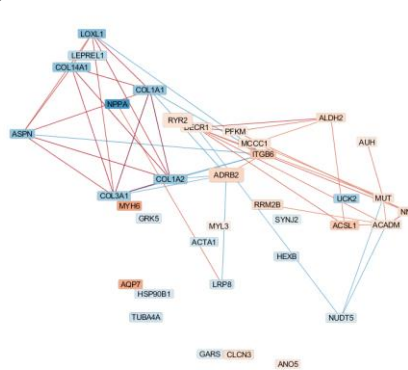 LOXL1
LEPREL1
COL14A1
COL1A1
NPPA
RYR2
DECR1
PFKM
ALDH2
ASPN
MCCC1
AUH
ITGB6
COL1A2
ADRB2
COL3A1
UCK2
MUT
MYH6
RRM2B
GRK5
SYNJ2
MYL3
ACSL1
ACADM
ACTA1
HEXB
AQP7
LRP8
HSP90B1
TUBA4A
NUDT5
GARS
CLCN3
ANO5